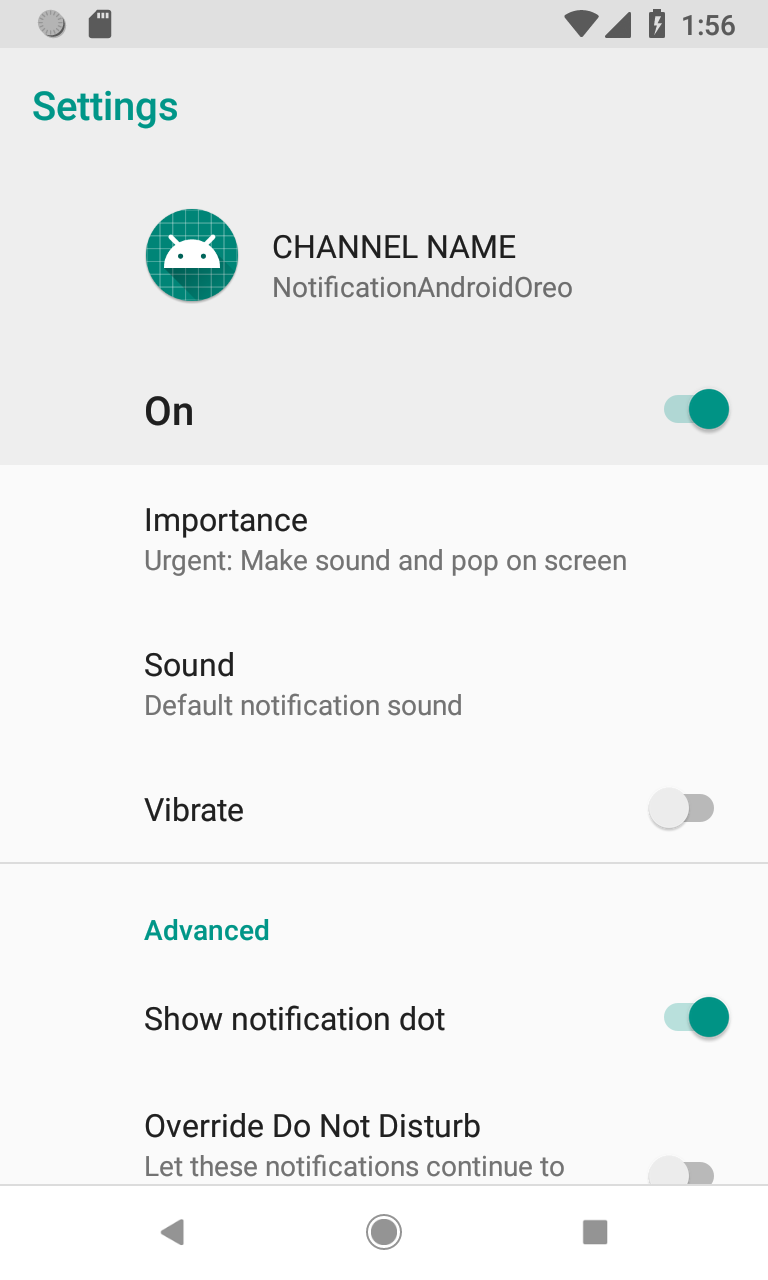 1:56
Settings
CHANNEL NAME
NotificationAndroidOreo
On
Importance
Urgent: Make sound and pop on screen
Sound
Default notification sound
Vibrate
Advanced
Show notification dot
Override Do Not Disturb
Let these notifications continue to